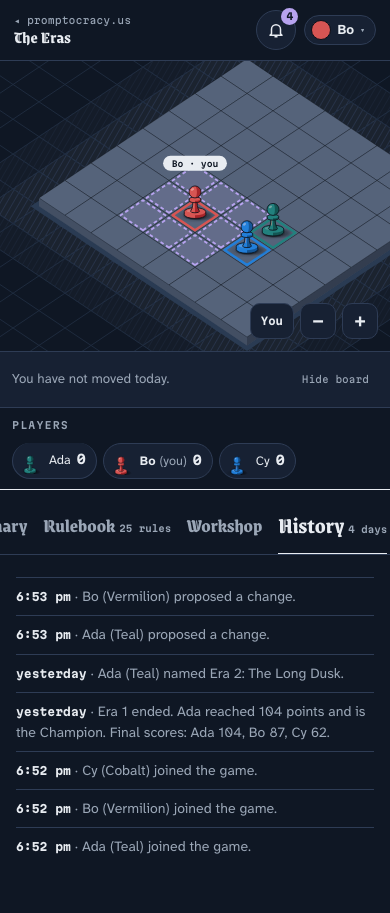 ◂ promptocracy.us
The Eras
4
Bo ▾
Bo · you
You − +
You have not moved today.
Hide board
PLAYERS
Ada 0
Bo (you) 0
Cy 0
ary Rulebook 25 rules Workshop History 4 days
6:53 pm · Bo (Vermilion) proposed a change.
6:53 pm · Ada (Teal) proposed a change.
yesterday · Ada (Teal) named Era 2: The Long Dusk.
yesterday · Era 1 ended. Ada reached 104 points and is
the Champion. Final scores: Ada 104, Bo 87, Cy 62.
6:52 pm · Cy (Cobalt) joined the game.
6:52 pm · Bo (Vermilion) joined the game.
6:52 pm · Ada (Teal) joined the game.